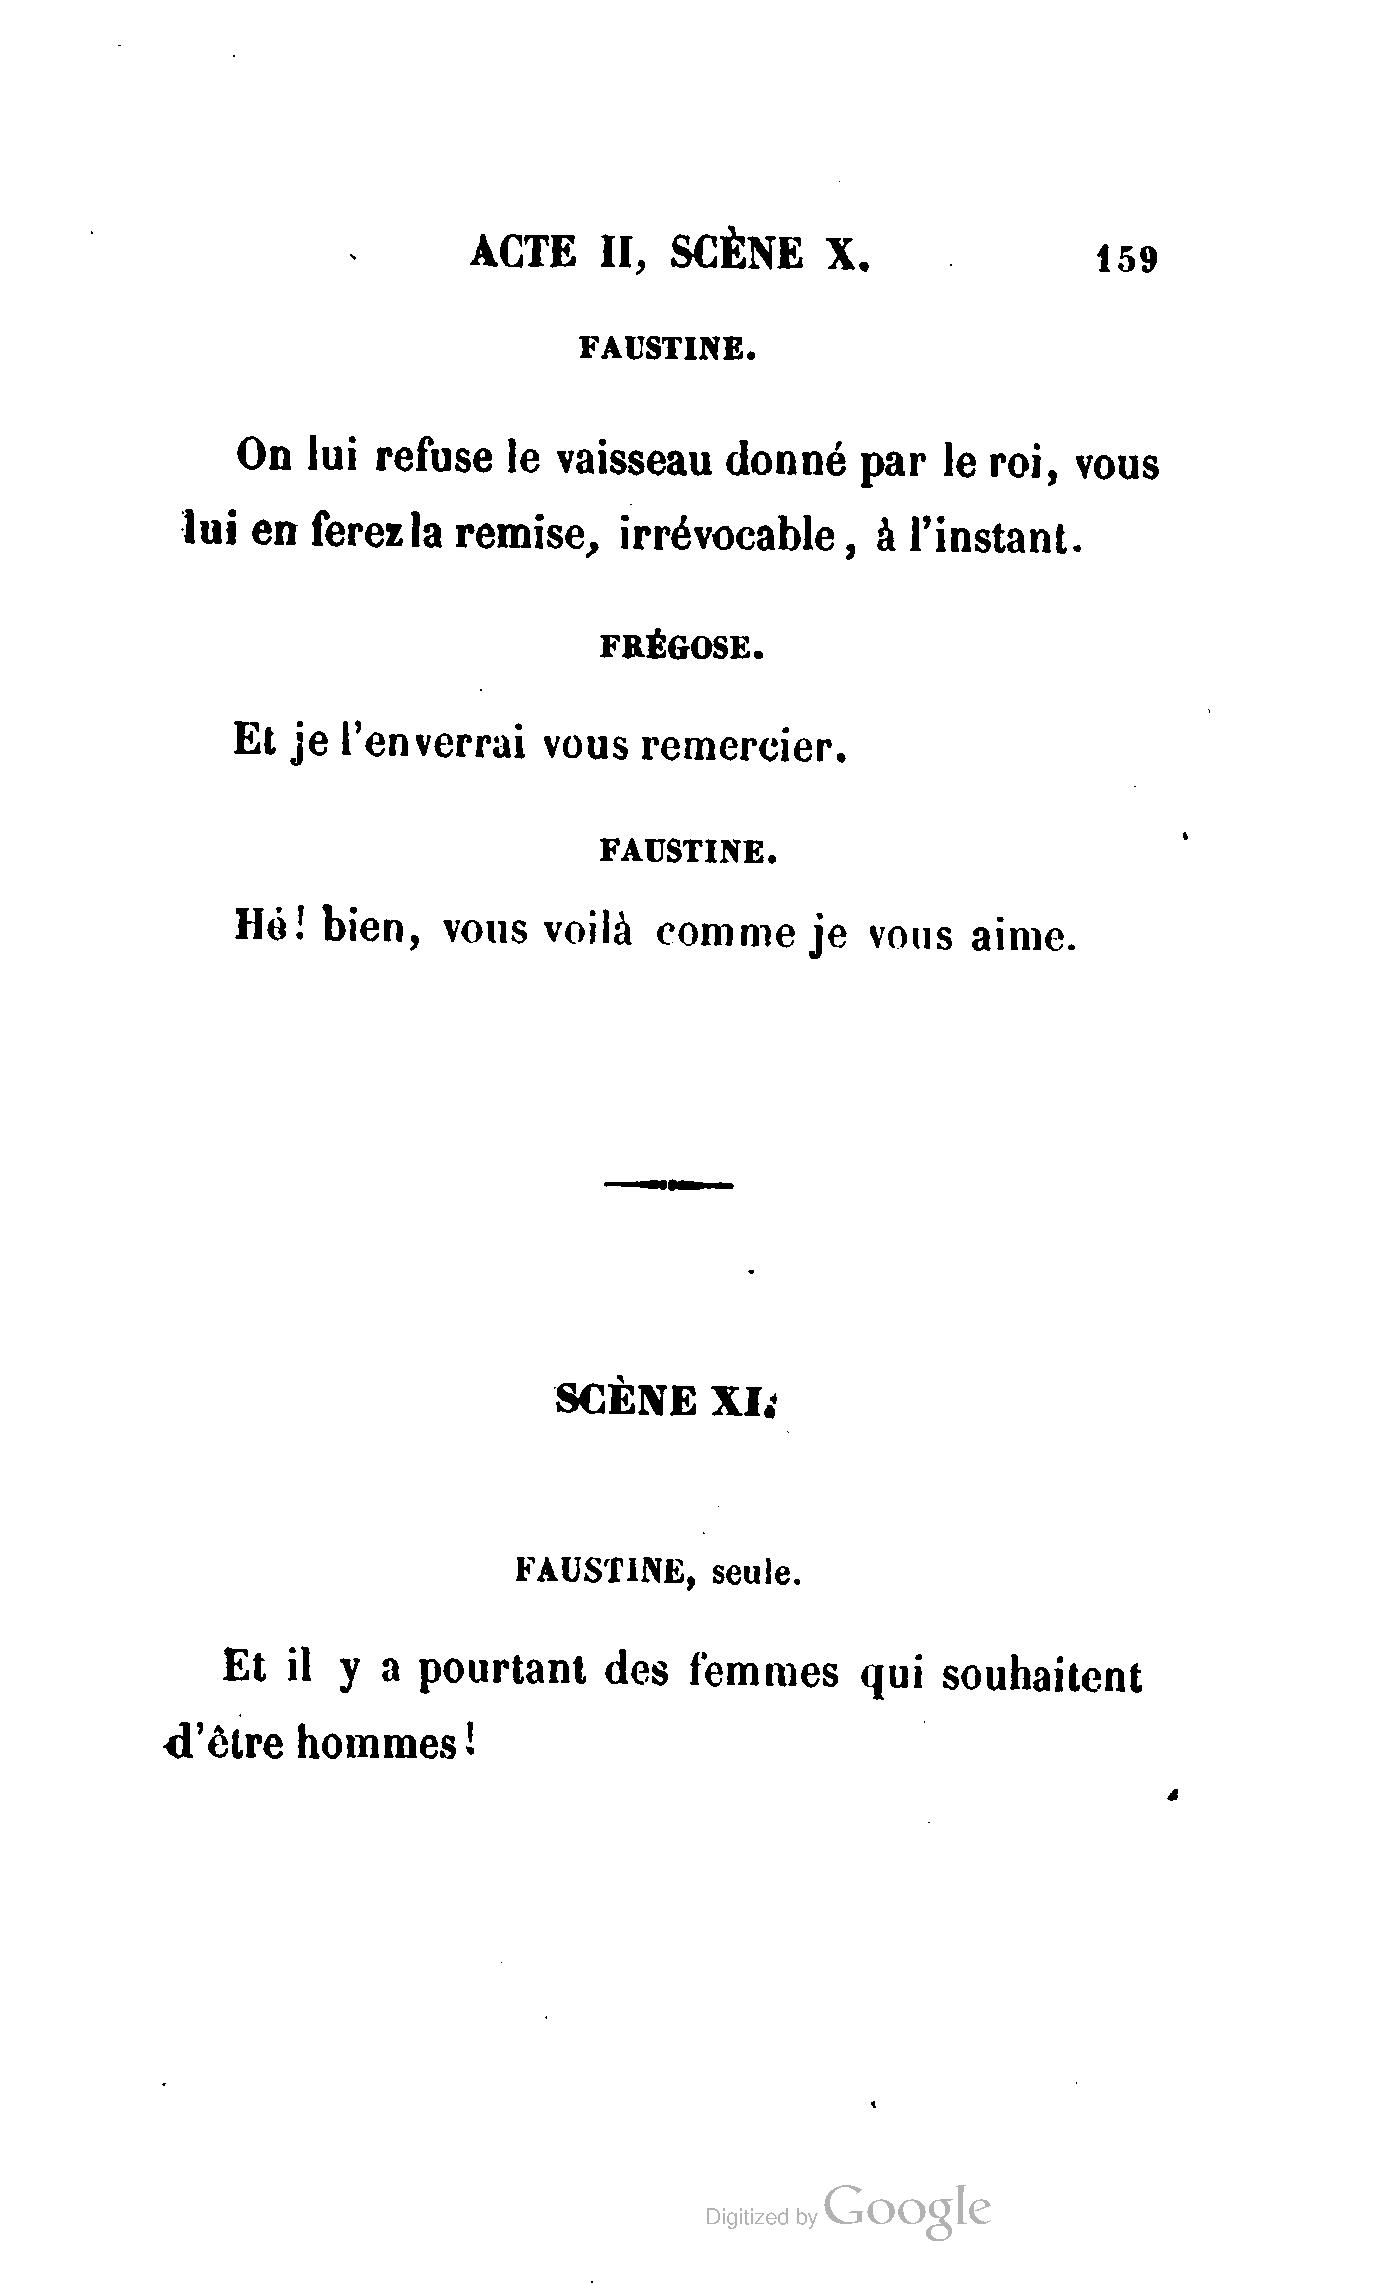 ACTE II, SCÈNE X. 159
FAUSTINE.
On lui refuse le vaisseau donné par le roi, vous
lui en ferez la remise, irrévocable, à l'instant.
FRÉGOSE.
Et je l'enverrai vous remercier.
FAUSTINE.
Hé! bien, vous voilà comme je vous aime.
SCÈNE XI.
FAUSTINE, seule.
Et il y a pourtant des femmes qui souhaitent
d'être hommes!
Digitized by Google